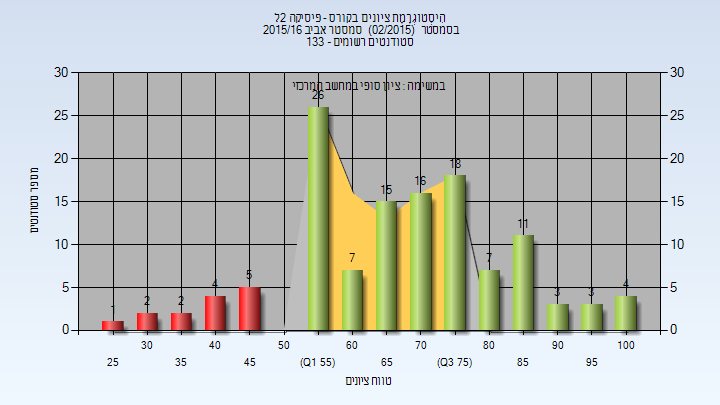 היסטוגרמת ציונים בקורס - פיסיקה 2ל
בסמסטר (02/2015) סמסטר אביב 2015/16
סטודנטים רשומים - 133
במשימה : ציון סופי במחשב המרכזי
30 30
25 25
20 20
15 15
10 10
5 5
0 0
1 2 2 4 5 26 7 15 16 18 7 11 3 3 4
מספר סטודנטים
30 40 50 60 70 80 90 100
25 35 45 (Q1 55) 65 (Q3 75) 85 95
טווח ציונים